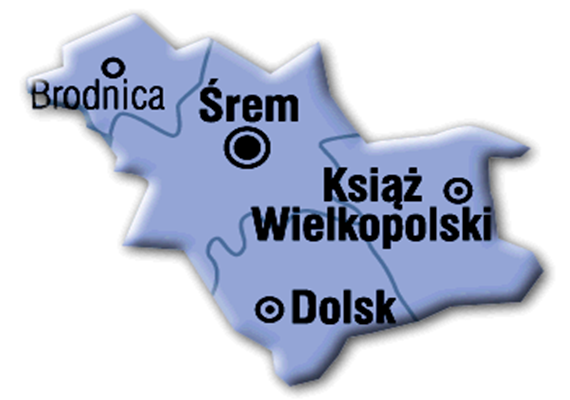 Brodnica
Śrem
Książ
Wielkopolski
Dolsk